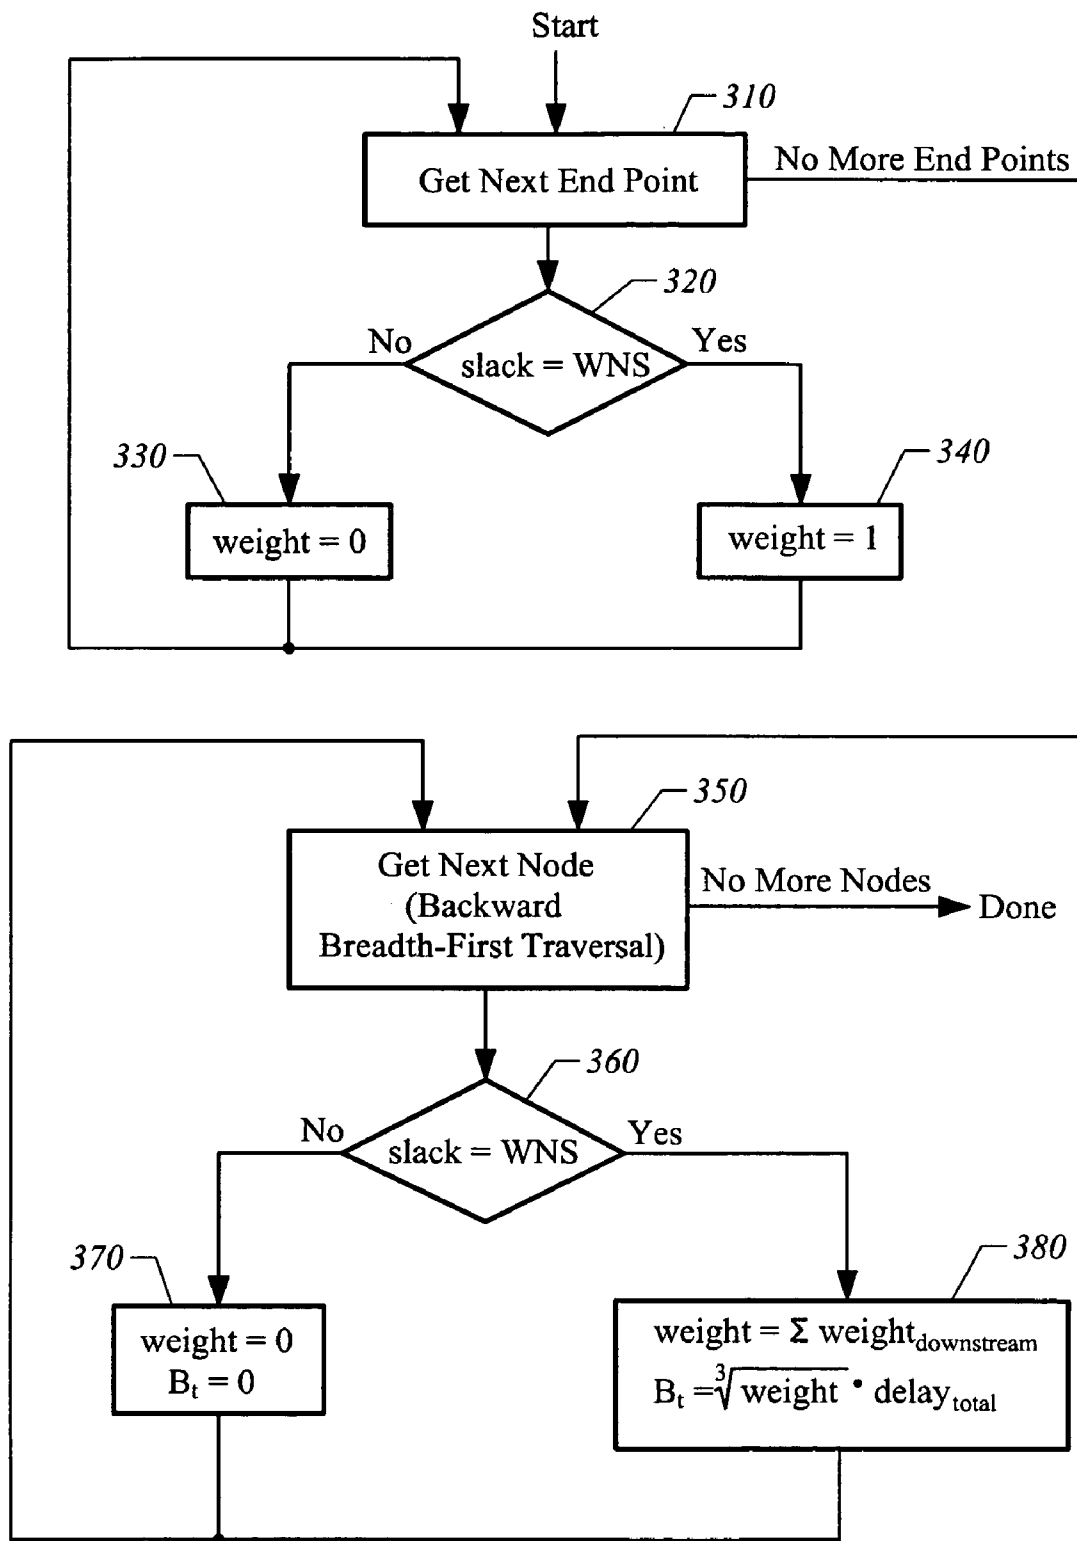 Start
310
Get Next End Point
No More End Points
320
No
slack = WNS
Yes
330
340
weight = 0
weight = 1
350
Get Next Node
(Backward
Breadth-First Traversal)
No More Nodes
Done
360
No
slack = WNS
Yes
370
380
weight = 0
Bt = 0
weight = Σ weightdownstream
Bt = ∛weight • delaytotal